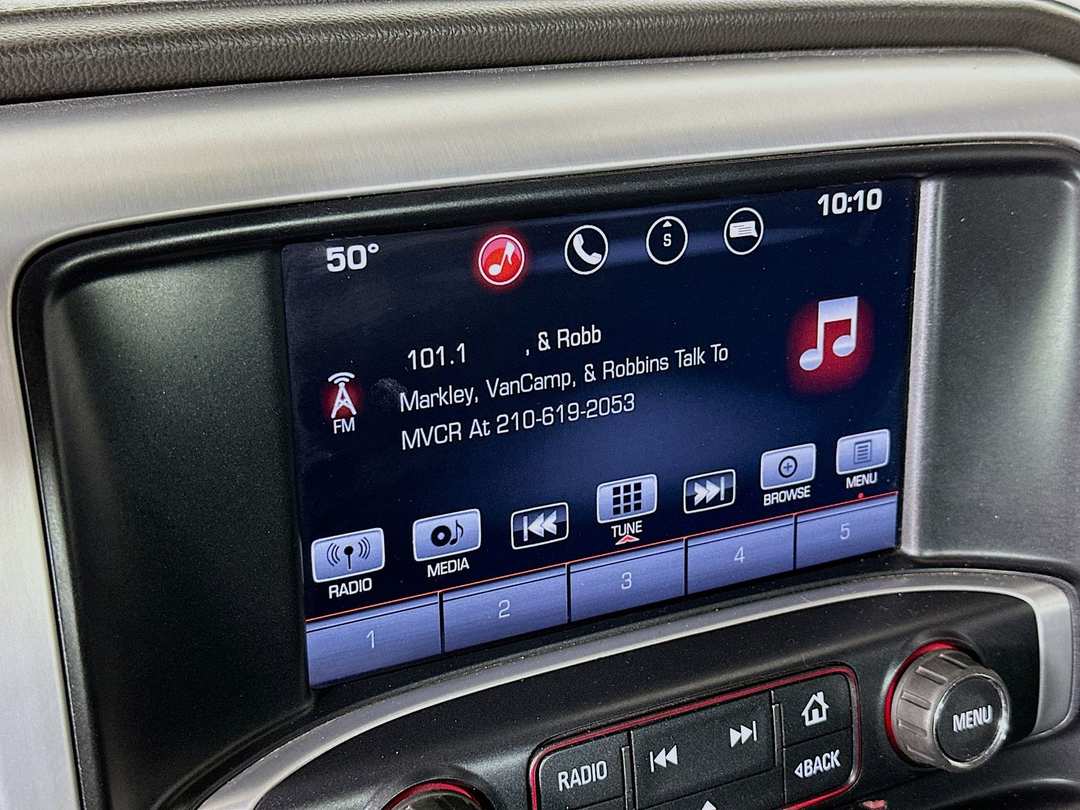 50° S 10:10
101.1 , & Robb
Markley, VanCamp, & Robbins Talk To
FM
MVCR At 210-619-2053
RADIO MEDIA TUNE BROWSE MENU
1 2 3 4 5
RADIO
BACK
MENU